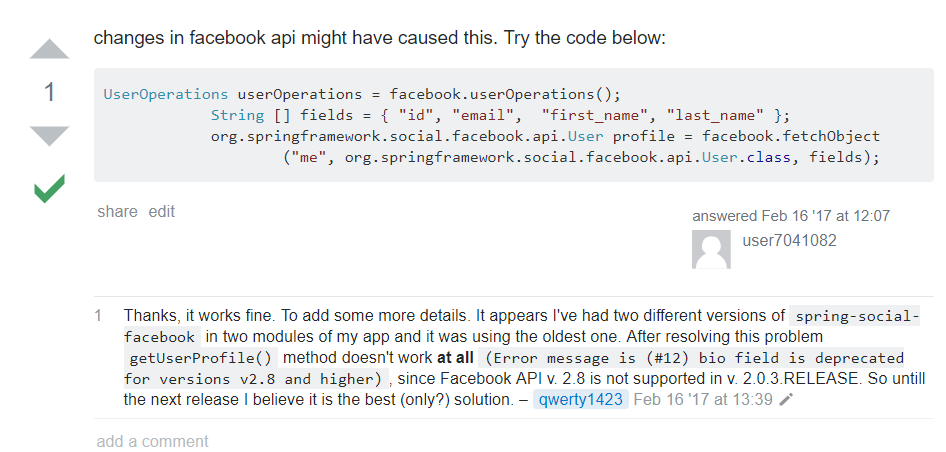 changes in facebook api might have caused this. Try the code below:
1
UserOperations userOperations = facebook.userOperations();
String [] fields = { "id", "email",  "first_name", "last_name" };
org.springframework.social.facebook.api.User profile = facebook.fetchObject
("me", org.springframework.social.facebook.api.User.class, fields);
share edit
answered Feb 16 '17 at 12:07
user7041082
1 Thanks, it works fine. To add some more details. It appears I've had two different versions of spring-social-
facebook in two modules of my app and it was using the oldest one. After resolving this problem
getUserProfile() method doesn't work at all (Error message is (#12) bio field is deprecated
for versions v2.8 and higher), since Facebook API v. 2.8 is not supported in v. 2.0.3.RELEASE. So untill
the next release I believe it is the best (only?) solution. – qwerty1423 Feb 16 '17 at 13:39
add a comment